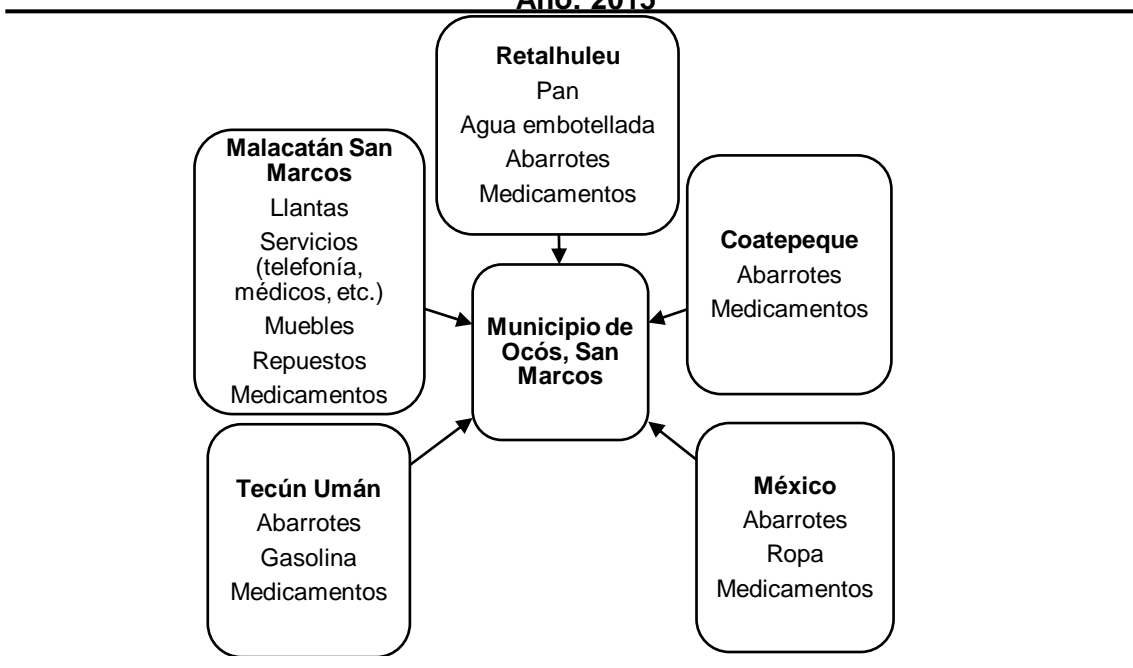 Año: 2015
Retalhuleu
Pan
Agua embotellada
Abarrotes
Medicamentos
Malacatán San
Marcos
Llantas
Servicios
(telefonía,
médicos, etc.)
Muebles
Repuestos
Medicamentos
Coatepeque
Abarrotes
Medicamentos
Municipio de
Ocós, San
Marcos
Tecún Umán
Abarrotes
Gasolina
Medicamentos
México
Abarrotes
Ropa
Medicamentos